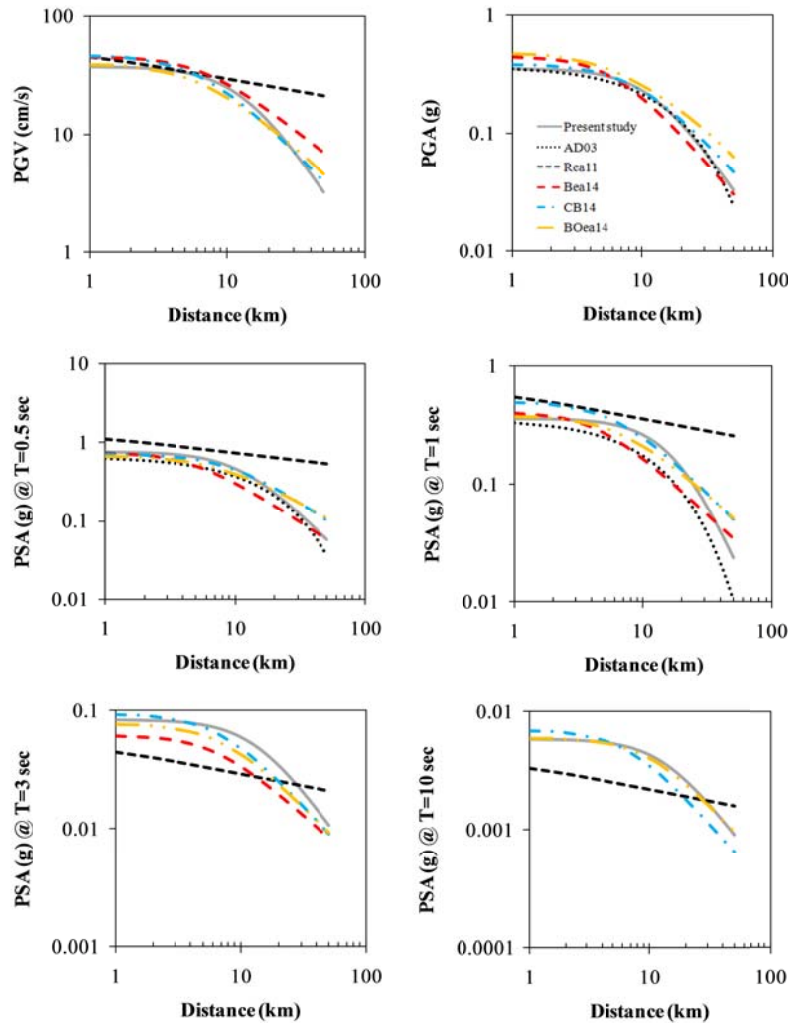 100
10
1
PGV (cm/s)
1 10 100
Distance (km)
1
0.1
0.01
PGA (g)
Present study
AD03
Rea11
Bea14
CB14
BOea14
1 10 100
Distance (km)
10
1
0.1
0.01
PSA (g) @ T=0.5 sec
1 10 100
Distance (km)
1
0.1
0.01
PSA (g) @ T=1 sec
1 10 100
Distance (km)
0.1
0.01
0.001
PSA (g) @ T=3 sec
1 10 100
Distance (km)
0.01
0.001
0.0001
PSA (g) @ T=10 sec
1 10 100
Distance (km)